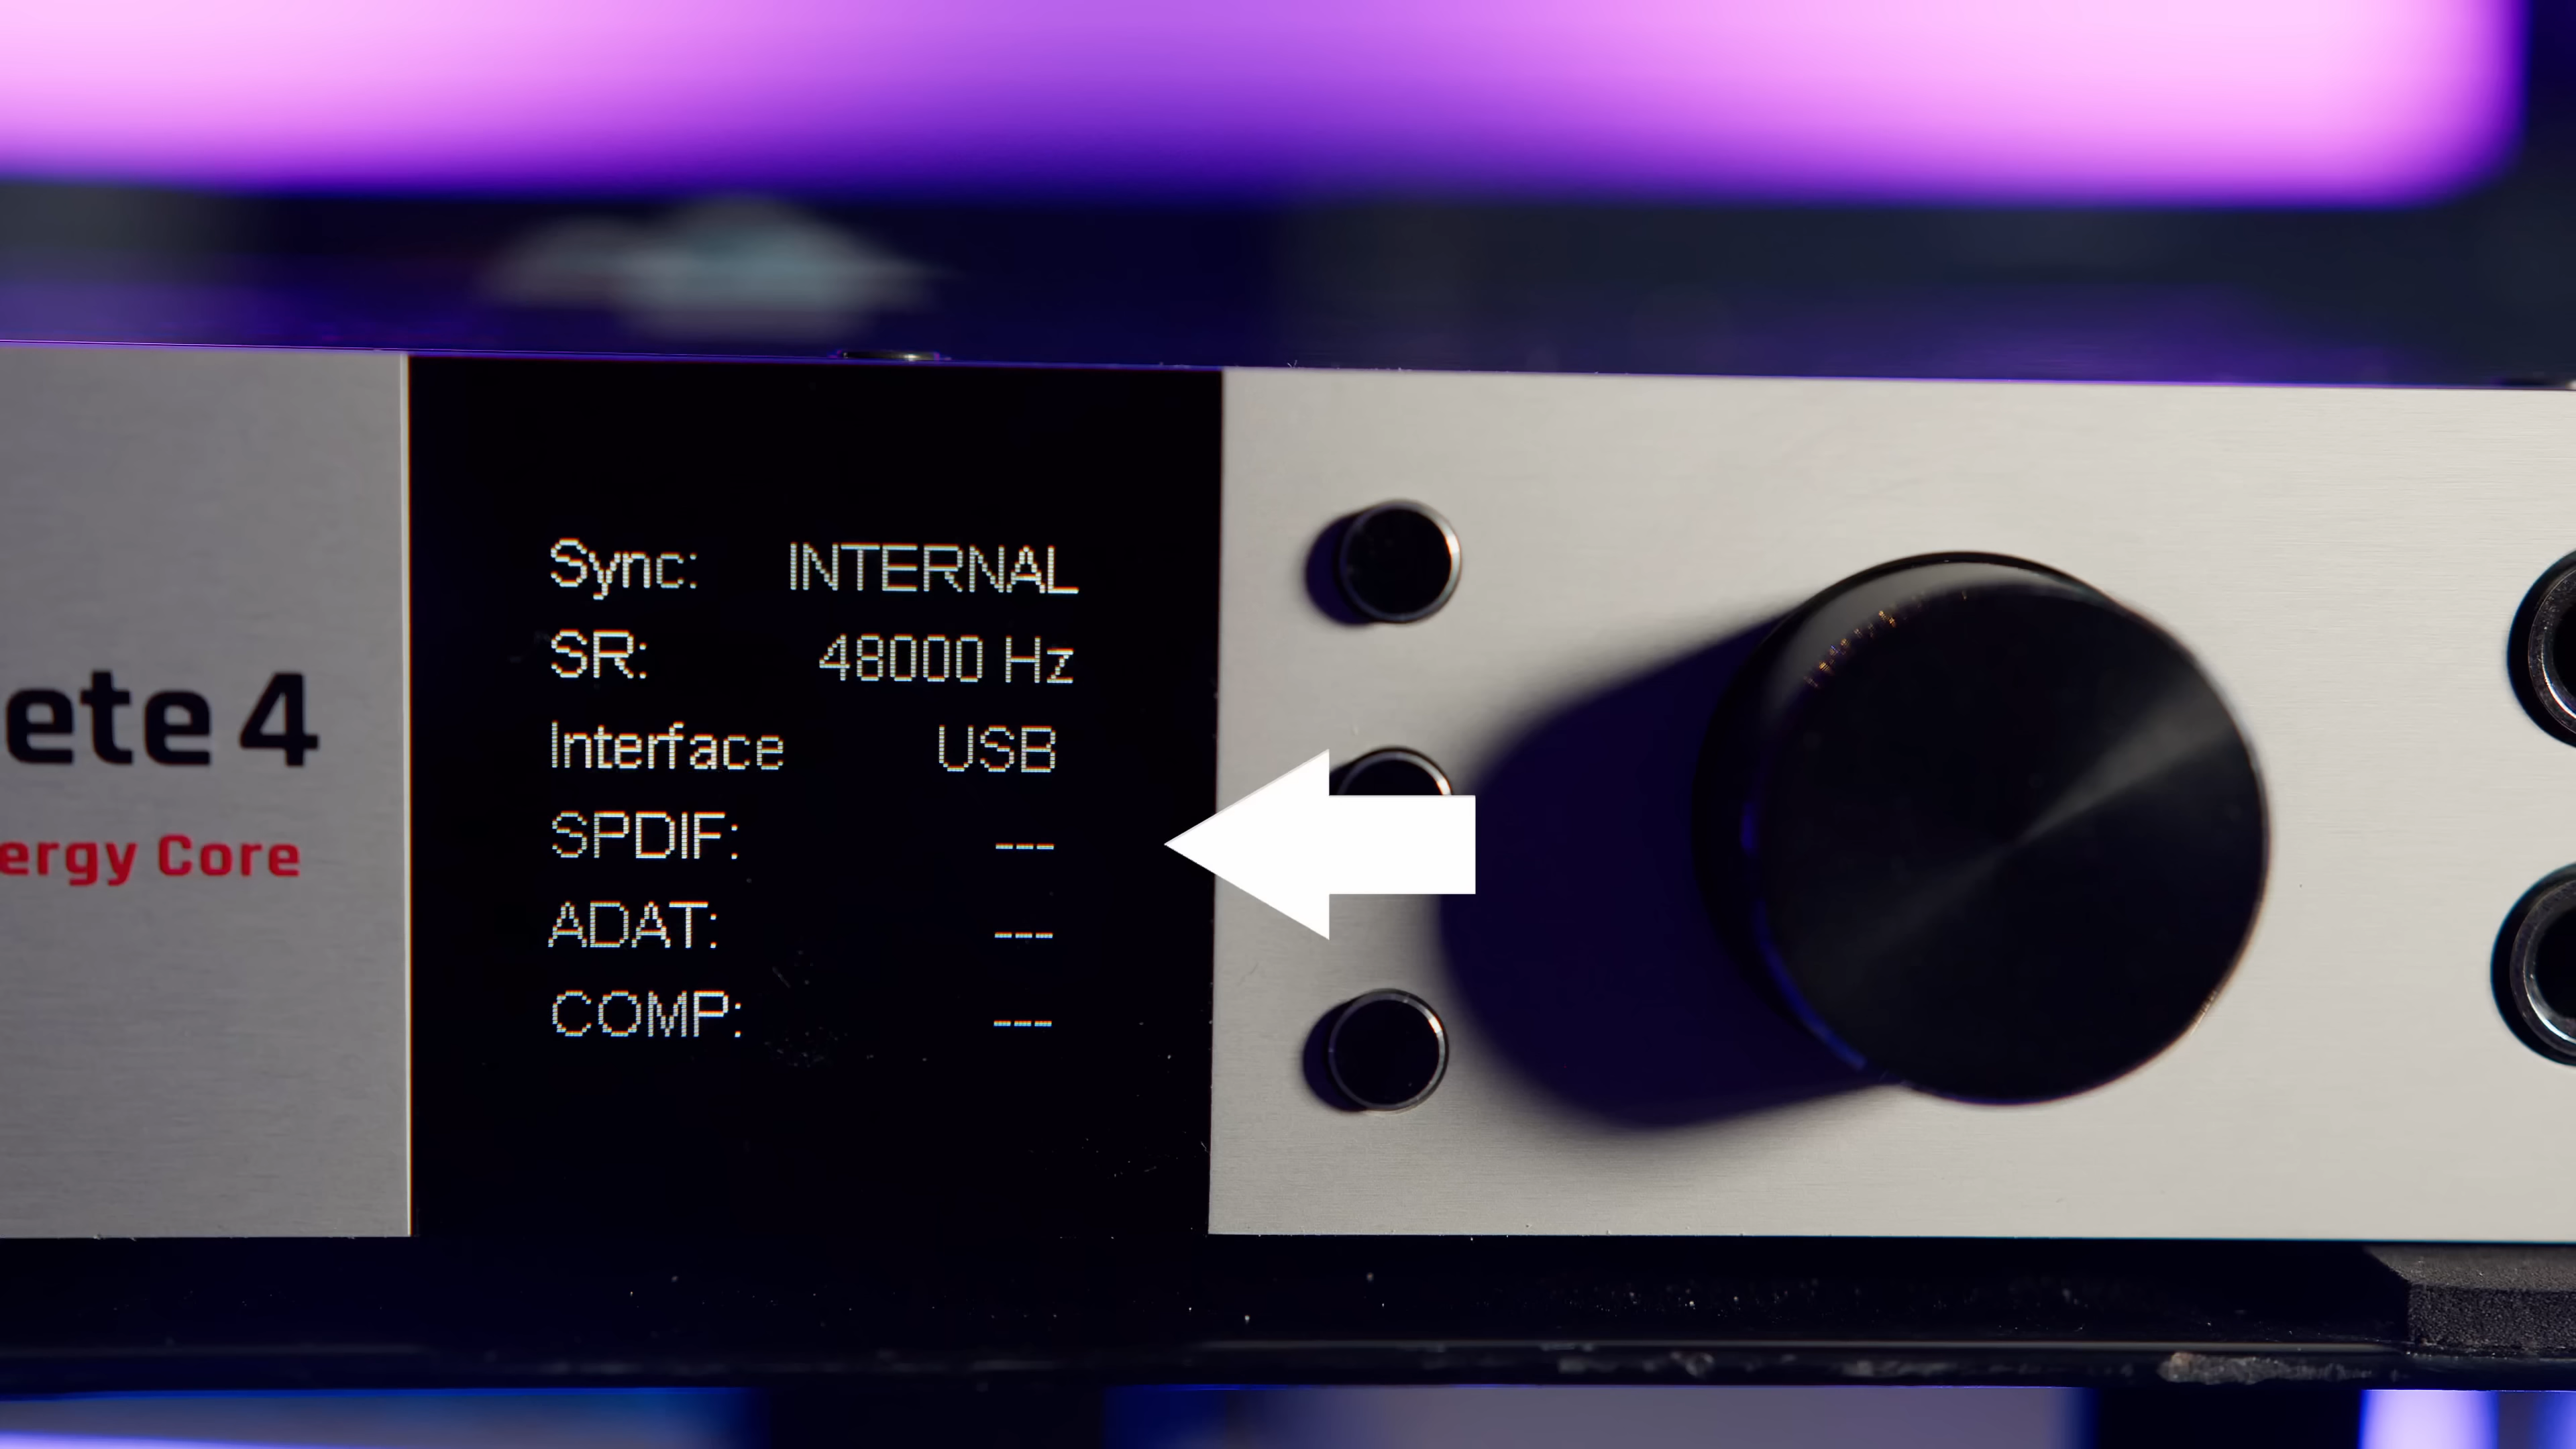 ete 4
ergy Core
Sync: INTERNAL
SR: 48000 Hz
Interface USB
SPDIF: ---
ADAT: ---
COMP: ---